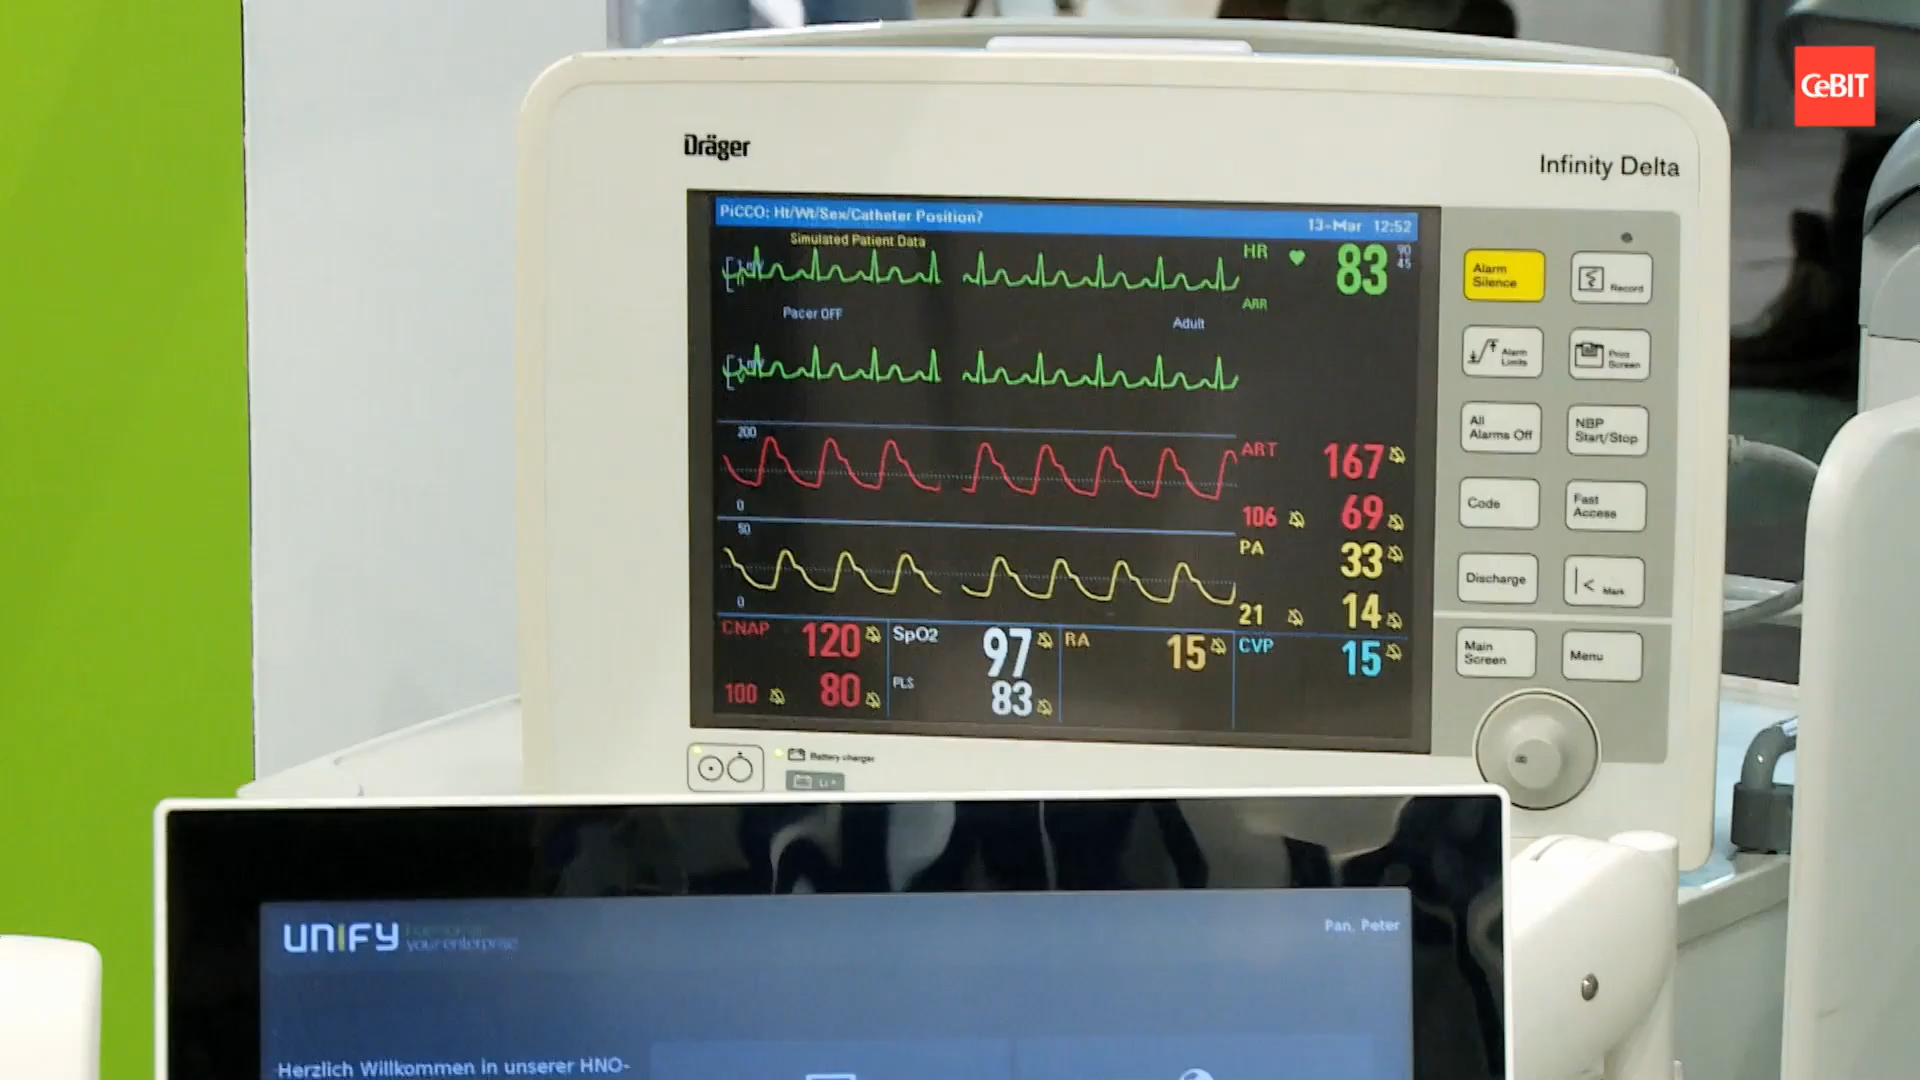 CeBIT
Dräger
Infinity Delta
PiCCO: Ht/Wt/Sex/Catheter Position?
13-Mar 12:52
Simulated Patient Data
HR
83
90
45
ARR
Pacer OFF
Adult
200
0
ART
167
106
69
50
0
PA
33
21
14
CNAP
120
100
80
SpO2
97
PLS
83
RA
15
CVP
15
Alarm
Silence
Record
Alarm
Limits
Print
Screen
All
Alarms Off
NBP
Start/Stop
Code
Fast
Access
Discharge
Mark
Main
Screen
Menu
Battery charger
UNIFY
your enterprise
Pan, Peter
Herzlich Willkommen in unserer HNO-